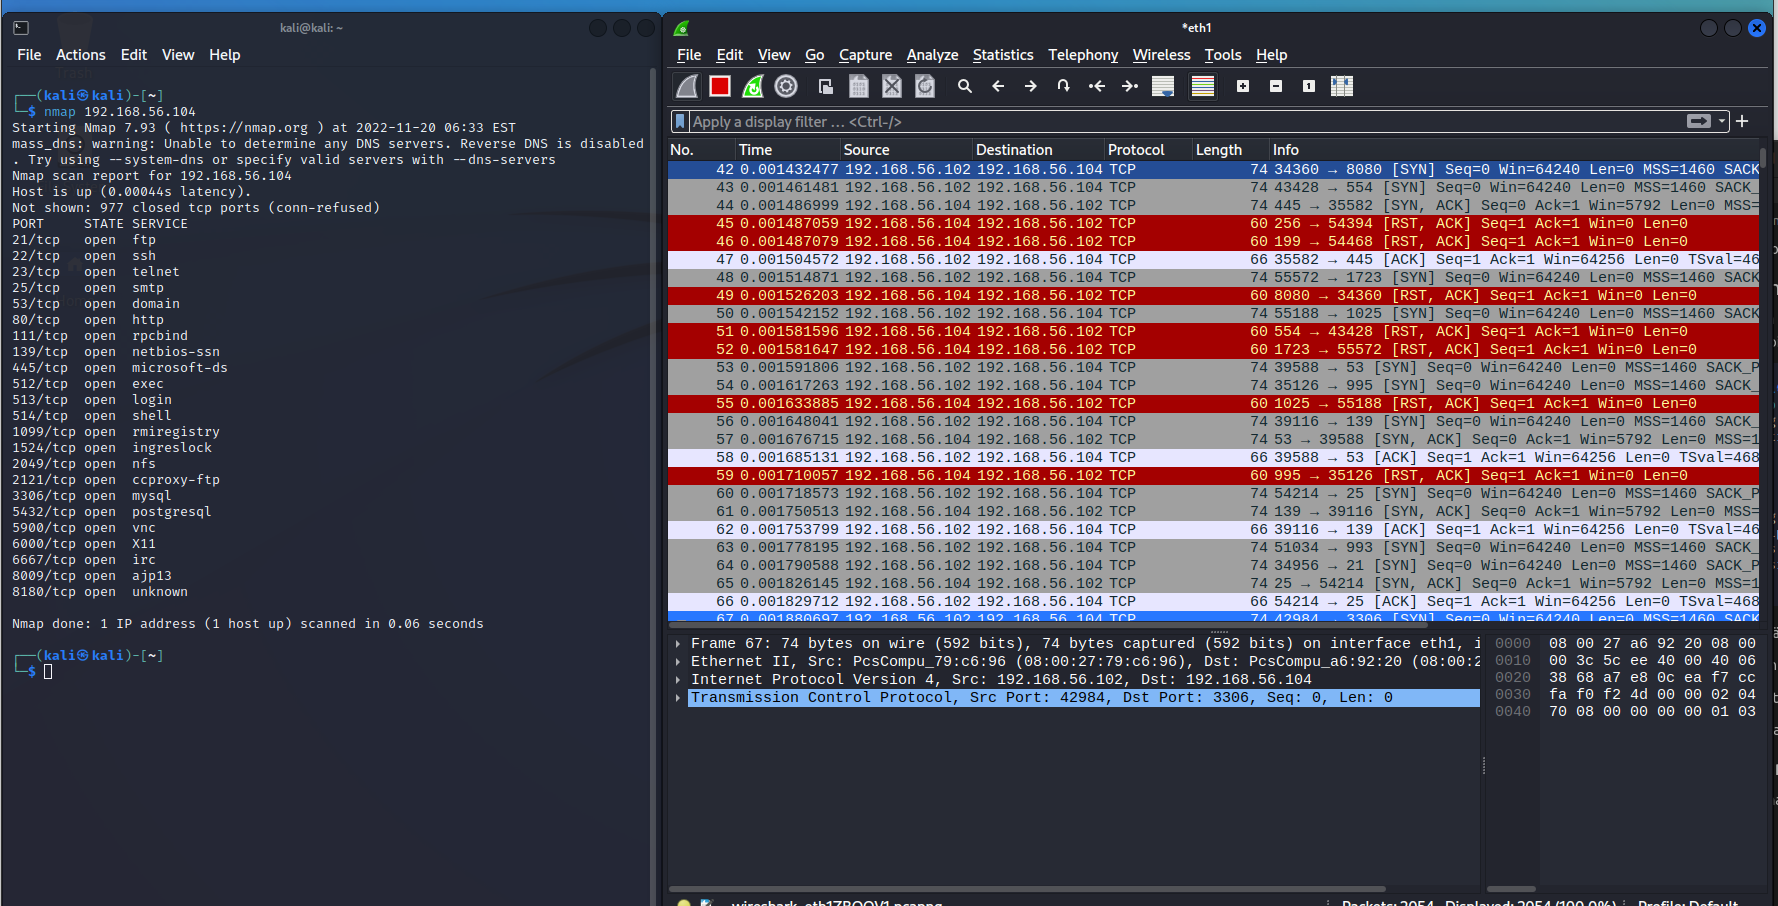 kali@kali: ~
File Actions Edit View Help
┌──(kali㉿kali)-[~]
└─$ nmap 192.168.56.104
Starting Nmap 7.93 ( https://nmap.org ) at 2022-11-20 06:33 EST
mass_dns: warning: Unable to determine any DNS servers. Reverse DNS is disabled
. Try using --system-dns or specify valid servers with --dns-servers
Nmap scan report for 192.168.56.104
Host is up (0.00044s latency).
Not shown: 977 closed tcp ports (conn-refused)
PORT STATE SERVICE
21/tcp open ftp
22/tcp open ssh
23/tcp open telnet
25/tcp open smtp
53/tcp open domain
80/tcp open http
111/tcp open rpcbind
139/tcp open netbios-ssn
445/tcp open microsoft-ds
512/tcp open exec
513/tcp open login
514/tcp open shell
1099/tcp open rmiregistry
1524/tcp open ingreslock
2049/tcp open nfs
2121/tcp open ccproxy-ftp
3306/tcp open mysql
5432/tcp open postgresql
5900/tcp open vnc
6000/tcp open X11
6667/tcp open irc
8009/tcp open ajp13
8180/tcp open unknown
Nmap done: 1 IP address (1 host up) scanned in 0.06 seconds
┌──(kali㉿kali)-[~]
└─$
*eth1
File Edit View Go Capture Analyze Statistics Telephony Wireless Tools Help
Apply a display filter ... <Ctrl-/>
No. Time Source Destination Protocol Length Info
42 0.001432477 192.168.56.102 192.168.56.104 TCP 74 34360 → 8080 [SYN] Seq=0 Win=64240 Len=0 MSS=1460 SACK
43 0.001461481 192.168.56.102 192.168.56.104 TCP 74 43428 → 554 [SYN] Seq=0 Win=64240 Len=0 MSS=1460 SACK_
44 0.001486999 192.168.56.104 192.168.56.102 TCP 74 445 → 35582 [SYN, ACK] Seq=0 Ack=1 Win=5792 Len=0 MSS=
45 0.001487059 192.168.56.104 192.168.56.102 TCP 60 256 → 54394 [RST, ACK] Seq=1 Ack=1 Win=0 Len=0
46 0.001487079 192.168.56.104 192.168.56.102 TCP 60 199 → 54468 [RST, ACK] Seq=1 Ack=1 Win=0 Len=0
47 0.001504572 192.168.56.102 192.168.56.104 TCP 66 35582 → 445 [ACK] Seq=1 Ack=1 Win=64256 Len=0 TSval=46
48 0.001514871 192.168.56.102 192.168.56.104 TCP 74 55572 → 1723 [SYN] Seq=0 Win=64240 Len=0 MSS=1460 SACK
49 0.001526203 192.168.56.104 192.168.56.102 TCP 60 8080 → 34360 [RST, ACK] Seq=1 Ack=1 Win=0 Len=0
50 0.001542152 192.168.56.102 192.168.56.104 TCP 74 55188 → 1025 [SYN] Seq=0 Win=64240 Len=0 MSS=1460 SACK
51 0.001581596 192.168.56.104 192.168.56.102 TCP 60 554 → 43428 [RST, ACK] Seq=1 Ack=1 Win=0 Len=0
52 0.001581647 192.168.56.104 192.168.56.102 TCP 60 1723 → 55572 [RST, ACK] Seq=1 Ack=1 Win=0 Len=0
53 0.001591806 192.168.56.102 192.168.56.104 TCP 74 39588 → 53 [SYN] Seq=0 Win=64240 Len=0 MSS=1460 SACK_P
54 0.001617263 192.168.56.102 192.168.56.104 TCP 74 35126 → 995 [SYN] Seq=0 Win=64240 Len=0 MSS=1460 SACK_
55 0.001633885 192.168.56.104 192.168.56.102 TCP 60 1025 → 55188 [RST, ACK] Seq=1 Ack=1 Win=0 Len=0
56 0.001648041 192.168.56.102 192.168.56.104 TCP 74 39116 → 139 [SYN] Seq=0 Win=64240 Len=0 MSS=1460 SACK_
57 0.001676715 192.168.56.104 192.168.56.102 TCP 74 53 → 39588 [SYN, ACK] Seq=0 Ack=1 Win=5792 Len=0 MSS=1
58 0.001685131 192.168.56.102 192.168.56.104 TCP 66 39588 → 53 [ACK] Seq=1 Ack=1 Win=64256 Len=0 TSval=468
59 0.001710057 192.168.56.104 192.168.56.102 TCP 60 995 → 35126 [RST, ACK] Seq=1 Ack=1 Win=0 Len=0
60 0.001718573 192.168.56.102 192.168.56.104 TCP 74 54214 → 25 [SYN] Seq=0 Win=64240 Len=0 MSS=1460 SACK_P
61 0.001750513 192.168.56.104 192.168.56.102 TCP 74 139 → 39116 [SYN, ACK] Seq=0 Ack=1 Win=5792 Len=0 MSS=
62 0.001753799 192.168.56.102 192.168.56.104 TCP 66 39116 → 139 [ACK] Seq=1 Ack=1 Win=64256 Len=0 TSval=46
63 0.001778195 192.168.56.102 192.168.56.104 TCP 74 51034 → 993 [SYN] Seq=0 Win=64240 Len=0 MSS=1460 SACK_
64 0.001790588 192.168.56.102 192.168.56.104 TCP 74 34956 → 21 [SYN] Seq=0 Win=64240 Len=0 MSS=1460 SACK_P
65 0.001826145 192.168.56.104 192.168.56.102 TCP 74 25 → 54214 [SYN, ACK] Seq=0 Ack=1 Win=5792 Len=0 MSS=1
66 0.001829712 192.168.56.102 192.168.56.104 TCP 66 54214 → 25 [ACK] Seq=1 Ack=1 Win=64256 Len=0 TSval=468
67 0.001880697 192.168.56.102 192.168.56.104 TCP 74 42984 → 3306 [SYN] Seq=0 Win=64240 Len=0 MSS=1460 SACK
Frame 67: 74 bytes on wire (592 bits), 74 bytes captured (592 bits) on interface eth1, i
Ethernet II, Src: PcsCompu_79:c6:96 (08:00:27:79:c6:96), Dst: PcsCompu_a6:92:20 (08:00:2
Internet Protocol Version 4, Src: 192.168.56.102, Dst: 192.168.56.104
Transmission Control Protocol, Src Port: 42984, Dst Port: 3306, Seq: 0, Len: 0
0000 08 00 27 a6 92 20 08 00
0010 00 3c 5c ee 40 00 40 06
0020 38 68 a7 e8 0c ea f7 cc
0030 fa f0 f2 4d 00 00 02 04
0040 70 08 00 00 00 00 01 03
wireshark_eth1ZBOOV1.pcapng
Packets: 2054 · Displayed: 2054 (100.0%)
Profile: Default